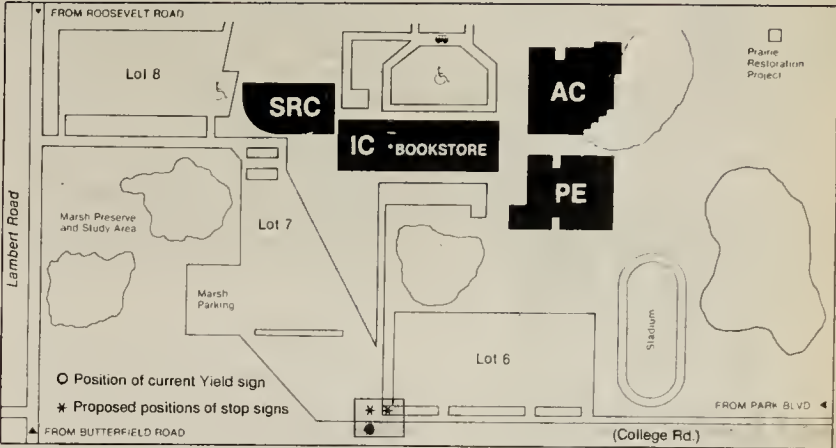 FROM ROOSEVELT ROAD
Lot 8
SRC
IC • BOOKSTORE
AC
PE
Prairie
Restoration
Project
Lambert Road
Marsh Preserve
and Study Area
Lot 7
Marsh
Parking
Lot 6
Stadium
O Position of current Yield sign
* Proposed positions of stop signs
* *
FROM PARK BLVD
FROM BUTTERFIELD ROAD
(College Rd.)